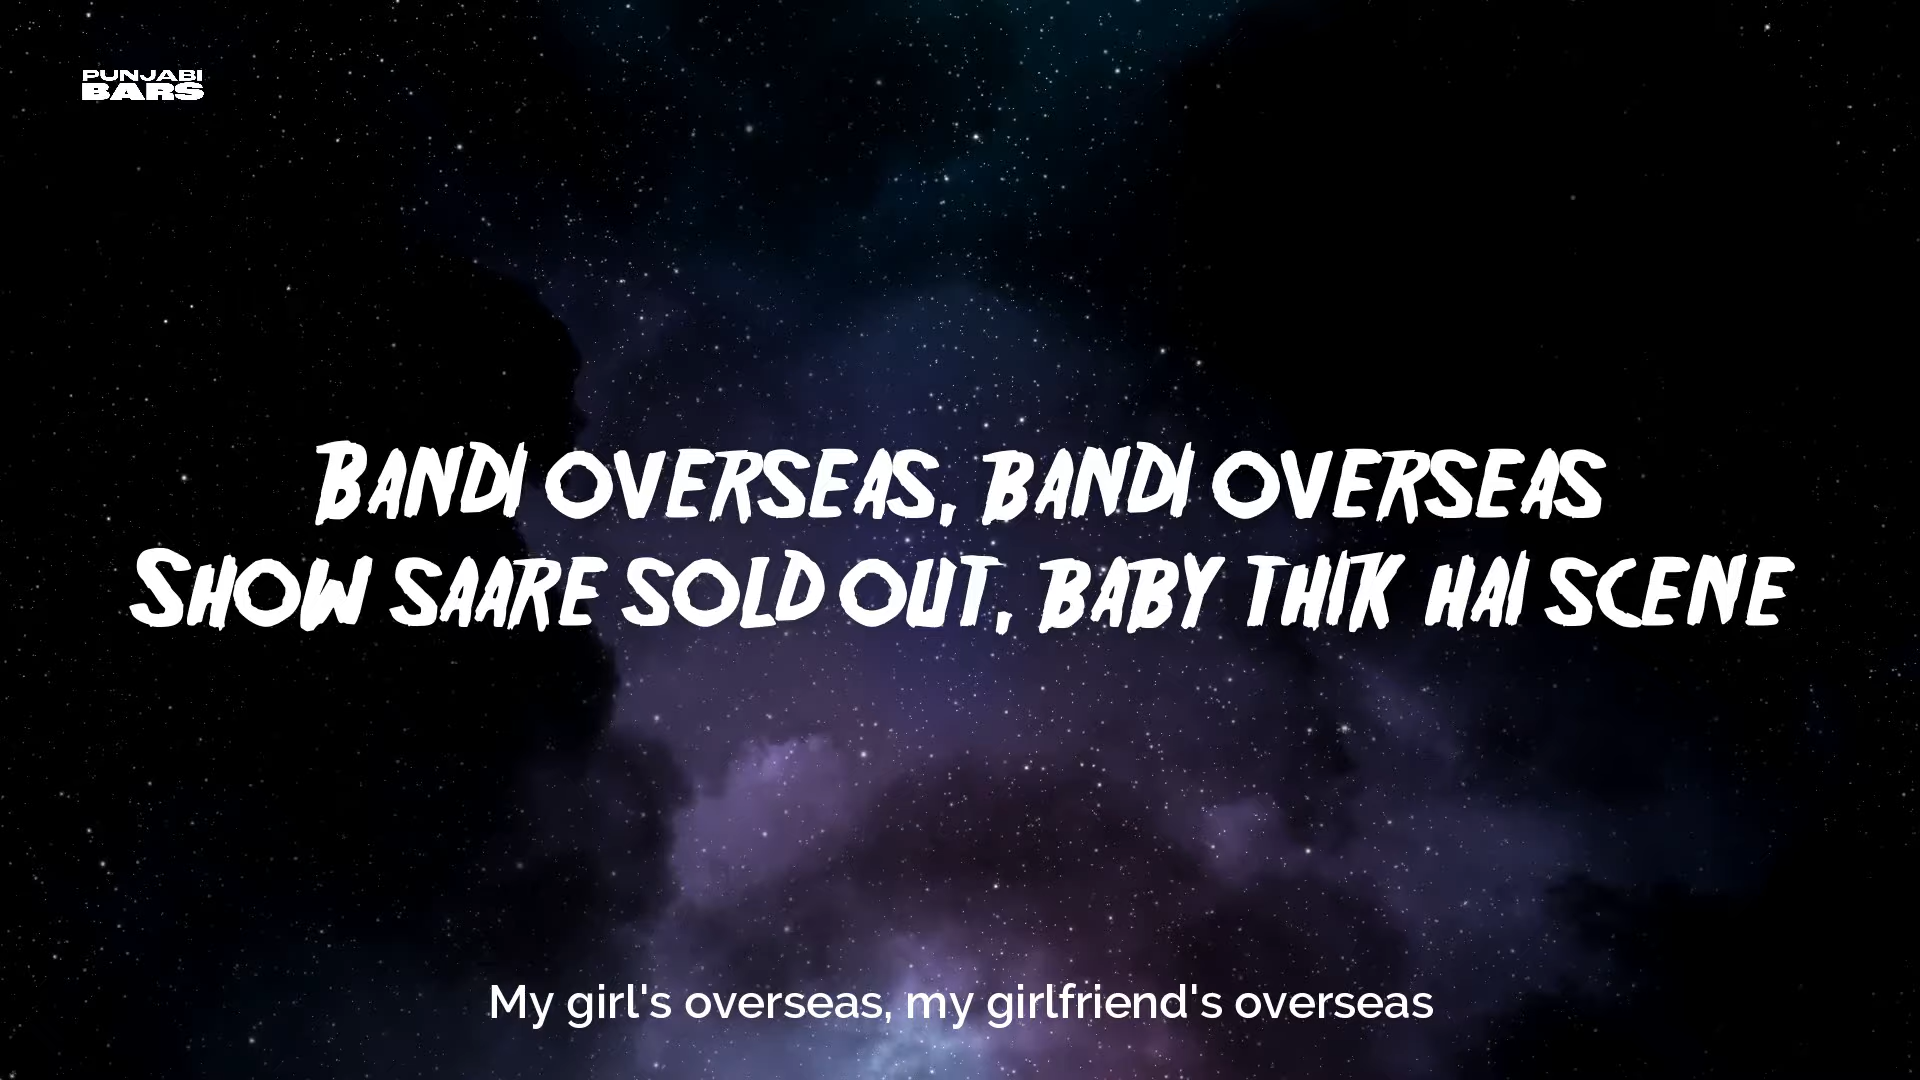 PUNJABI
BARS
BANDI OVERSEAS, BANDI OVERSEAS
SHOW SAARE SOLD OUT, BABY THIK HAI SCENE
My girl's overseas, my girlfriend's overseas